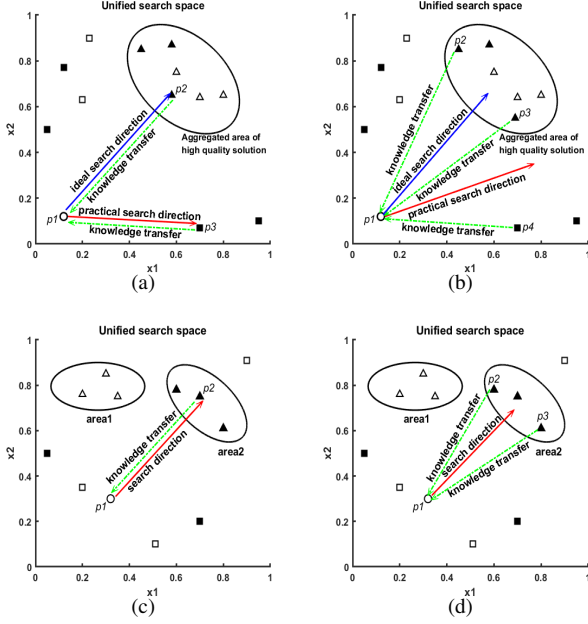 Unified search space
1
0.8
0.6
0.4
0.2
0
x2
0
0.2
0.4
0.6
0.8
1
x1
p2
ideal search direction
knowledge transfer
Aggregated area of
high quality solution
p1
practical search direction
knowledge transfer
p3
(a)
Unified search space
1
0.8
0.6
0.4
0.2
0
x2
0
0.2
0.4
0.6
0.8
1
x1
p2
knowledge transfer
ideal search direction
p3
knowledge transfer
Aggregated area of
high quality solution
practical search direction
p1
knowledge transfer
p4
(b)
Unified search space
1
0.8
0.6
0.4
0.2
0
x2
0
0.2
0.4
0.6
0.8
1
x1
area1
p2
area2
knowledge transfer
search direction
p1
(c)
Unified search space
1
0.8
0.6
0.4
0.2
0
x2
0
0.2
0.4
0.6
0.8
1
x1
area1
p2
p3
area2
knowledge transfer
search direction
knowledge transfer
p1
(d)